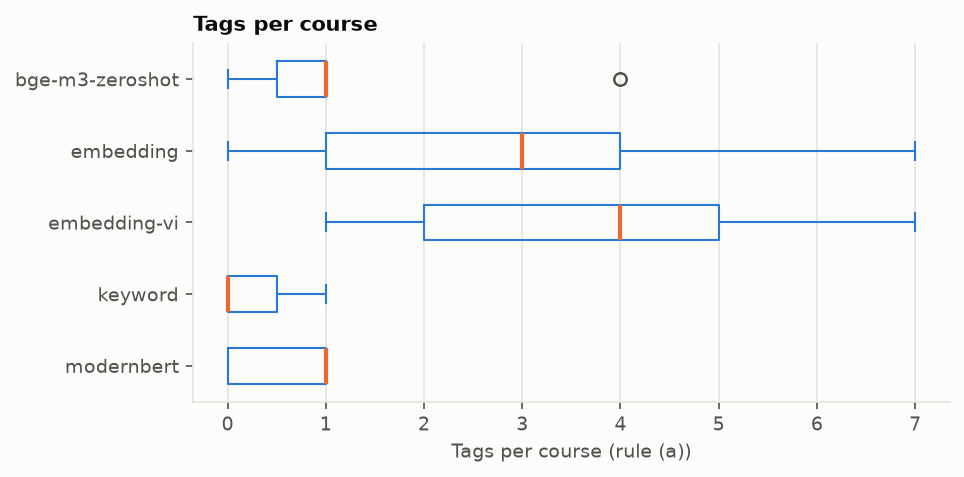 Tags per course
bge-m3-zeroshot
embedding
embedding-vi
keyword
modernbert
0 1 2 3 4 5 6 7
Tags per course (rule (a))